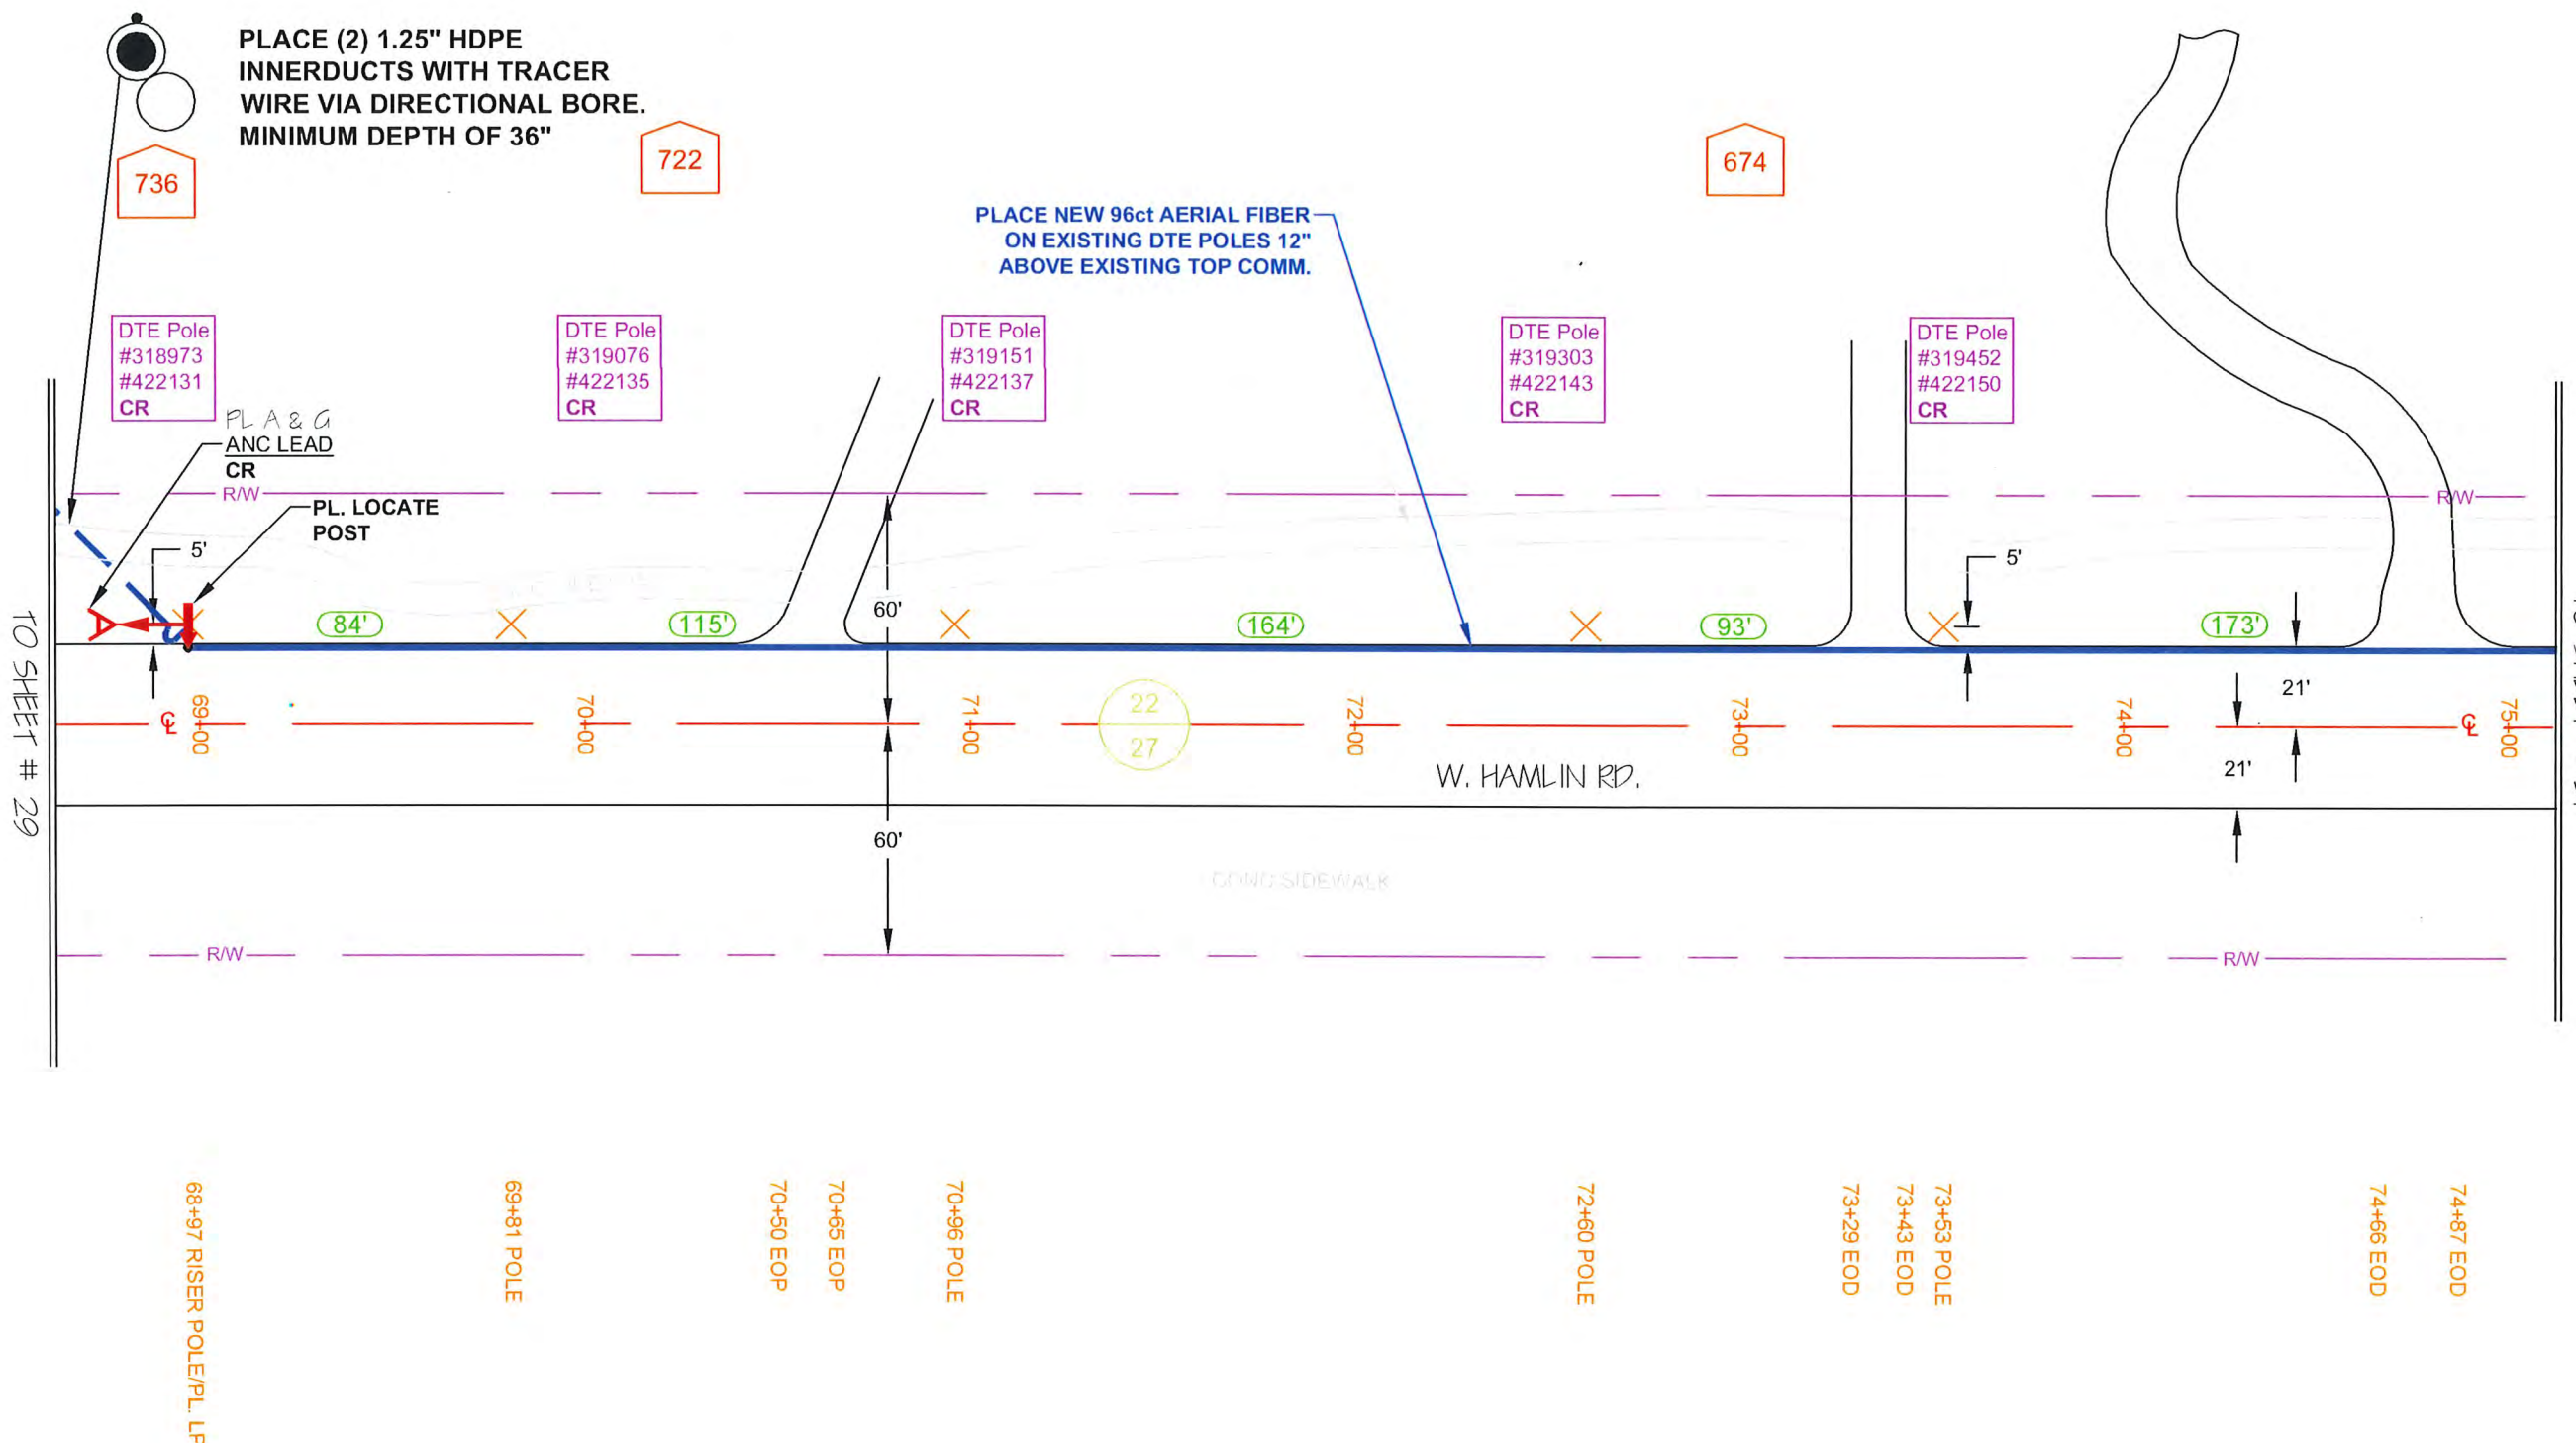 PLACE (2) 1.25" HDPE
INNERDUCTS WITH TRACER
WIRE VIA DIRECTIONAL BORE.
MINIMUM DEPTH OF 36"
736
722
674
PLACE NEW 96ct AERIAL FIBER
ON EXISTING DTE POLES 12"
ABOVE EXISTING TOP COMM.
DTE Pole
#318973
#422131
CR
DTE Pole
#319076
#422135
CR
DTE Pole
#319151
#422137
CR
DTE Pole
#319303
#422143
CR
DTE Pole
#319452
#422150
CR
PL A & G
ANC LEAD
CR
R/W
R/W
PL. LOCATE
POST
5'
5'
60'
84'
115'
164'
93'
173'
21'
TO SHEET # 29
℄
69+00
70+00
71+00
22
27
72+00
73+00
74+00
℄
75+00
W. HAMLIN RD.
21'
60'
CONC SIDEWALK
R/W
R/W
68+97 RISER POLE/PL. LP
69+81 POLE
70+50 EOP
70+65 EOP
70+96 POLE
72+60 POLE
73+29 EOD
73+43 EOD
73+53 POLE
74+66 EOD
74+87 EOD